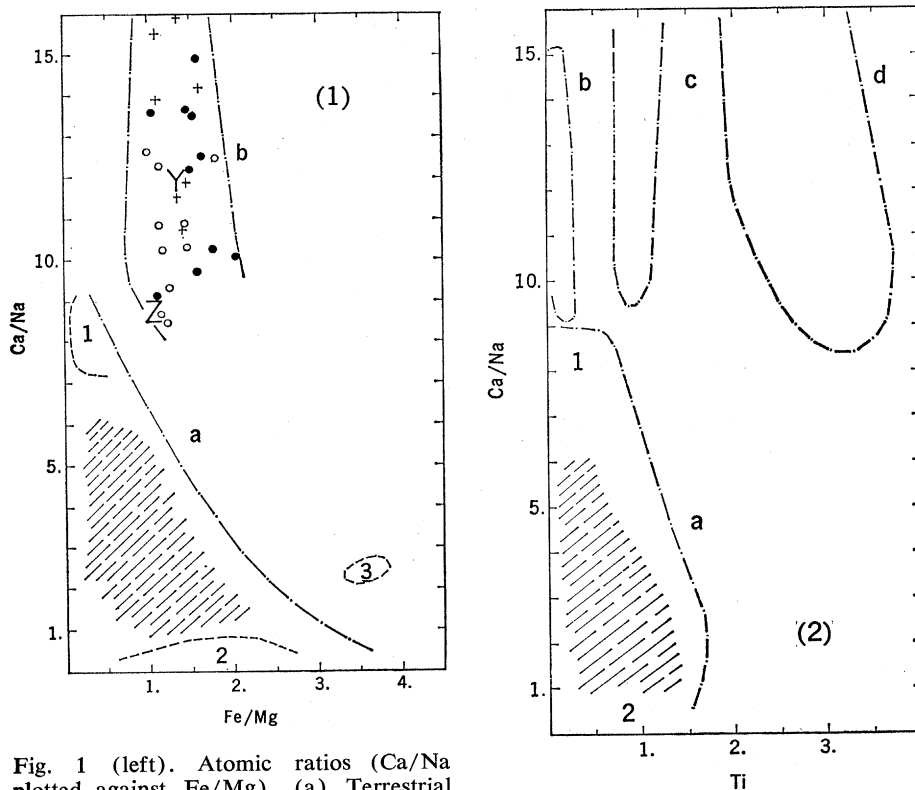 15.
10.
5.
1.
Ca/Na
1. 2. 3. 4.
Fe/Mg
(1)
b
a
1
2
3
Y
Z
15.
10.
5.
1.
Ca/Na
1. 2. 3.
Ti
b
c
d
1
a
(2)
2
Fig. 1 (left). Atomic ratios (Ca/Na
plotted against Fe/Mg). (a) Terrestrial